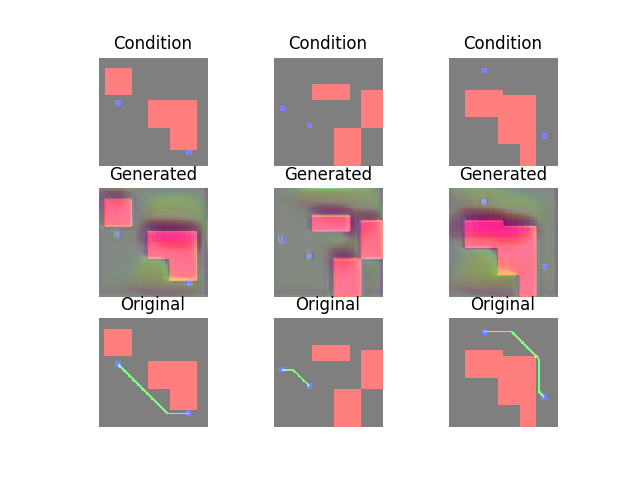 Condition Condition Condition
Generated Generated Generated
Original Original Original